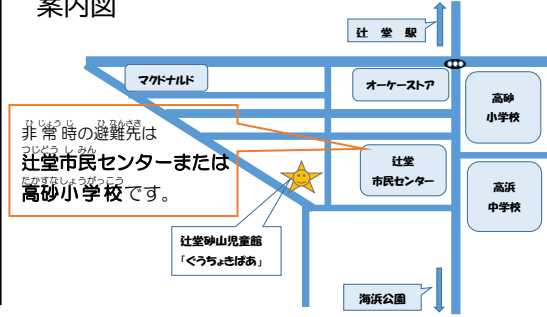 案内図
辻 堂 駅
マクドナルド
オーケーストア
高砂
小学校
ひ じょう じ ひ なんさき
非 常 時の避難先は
つじどう し みん
辻堂市民センターまたは
たかすなしょうがっこう
高砂小学校です。
辻堂
市民センター
高浜
中学校
辻堂砂山児童館
「ぐうちょきぱあ」
海浜公園